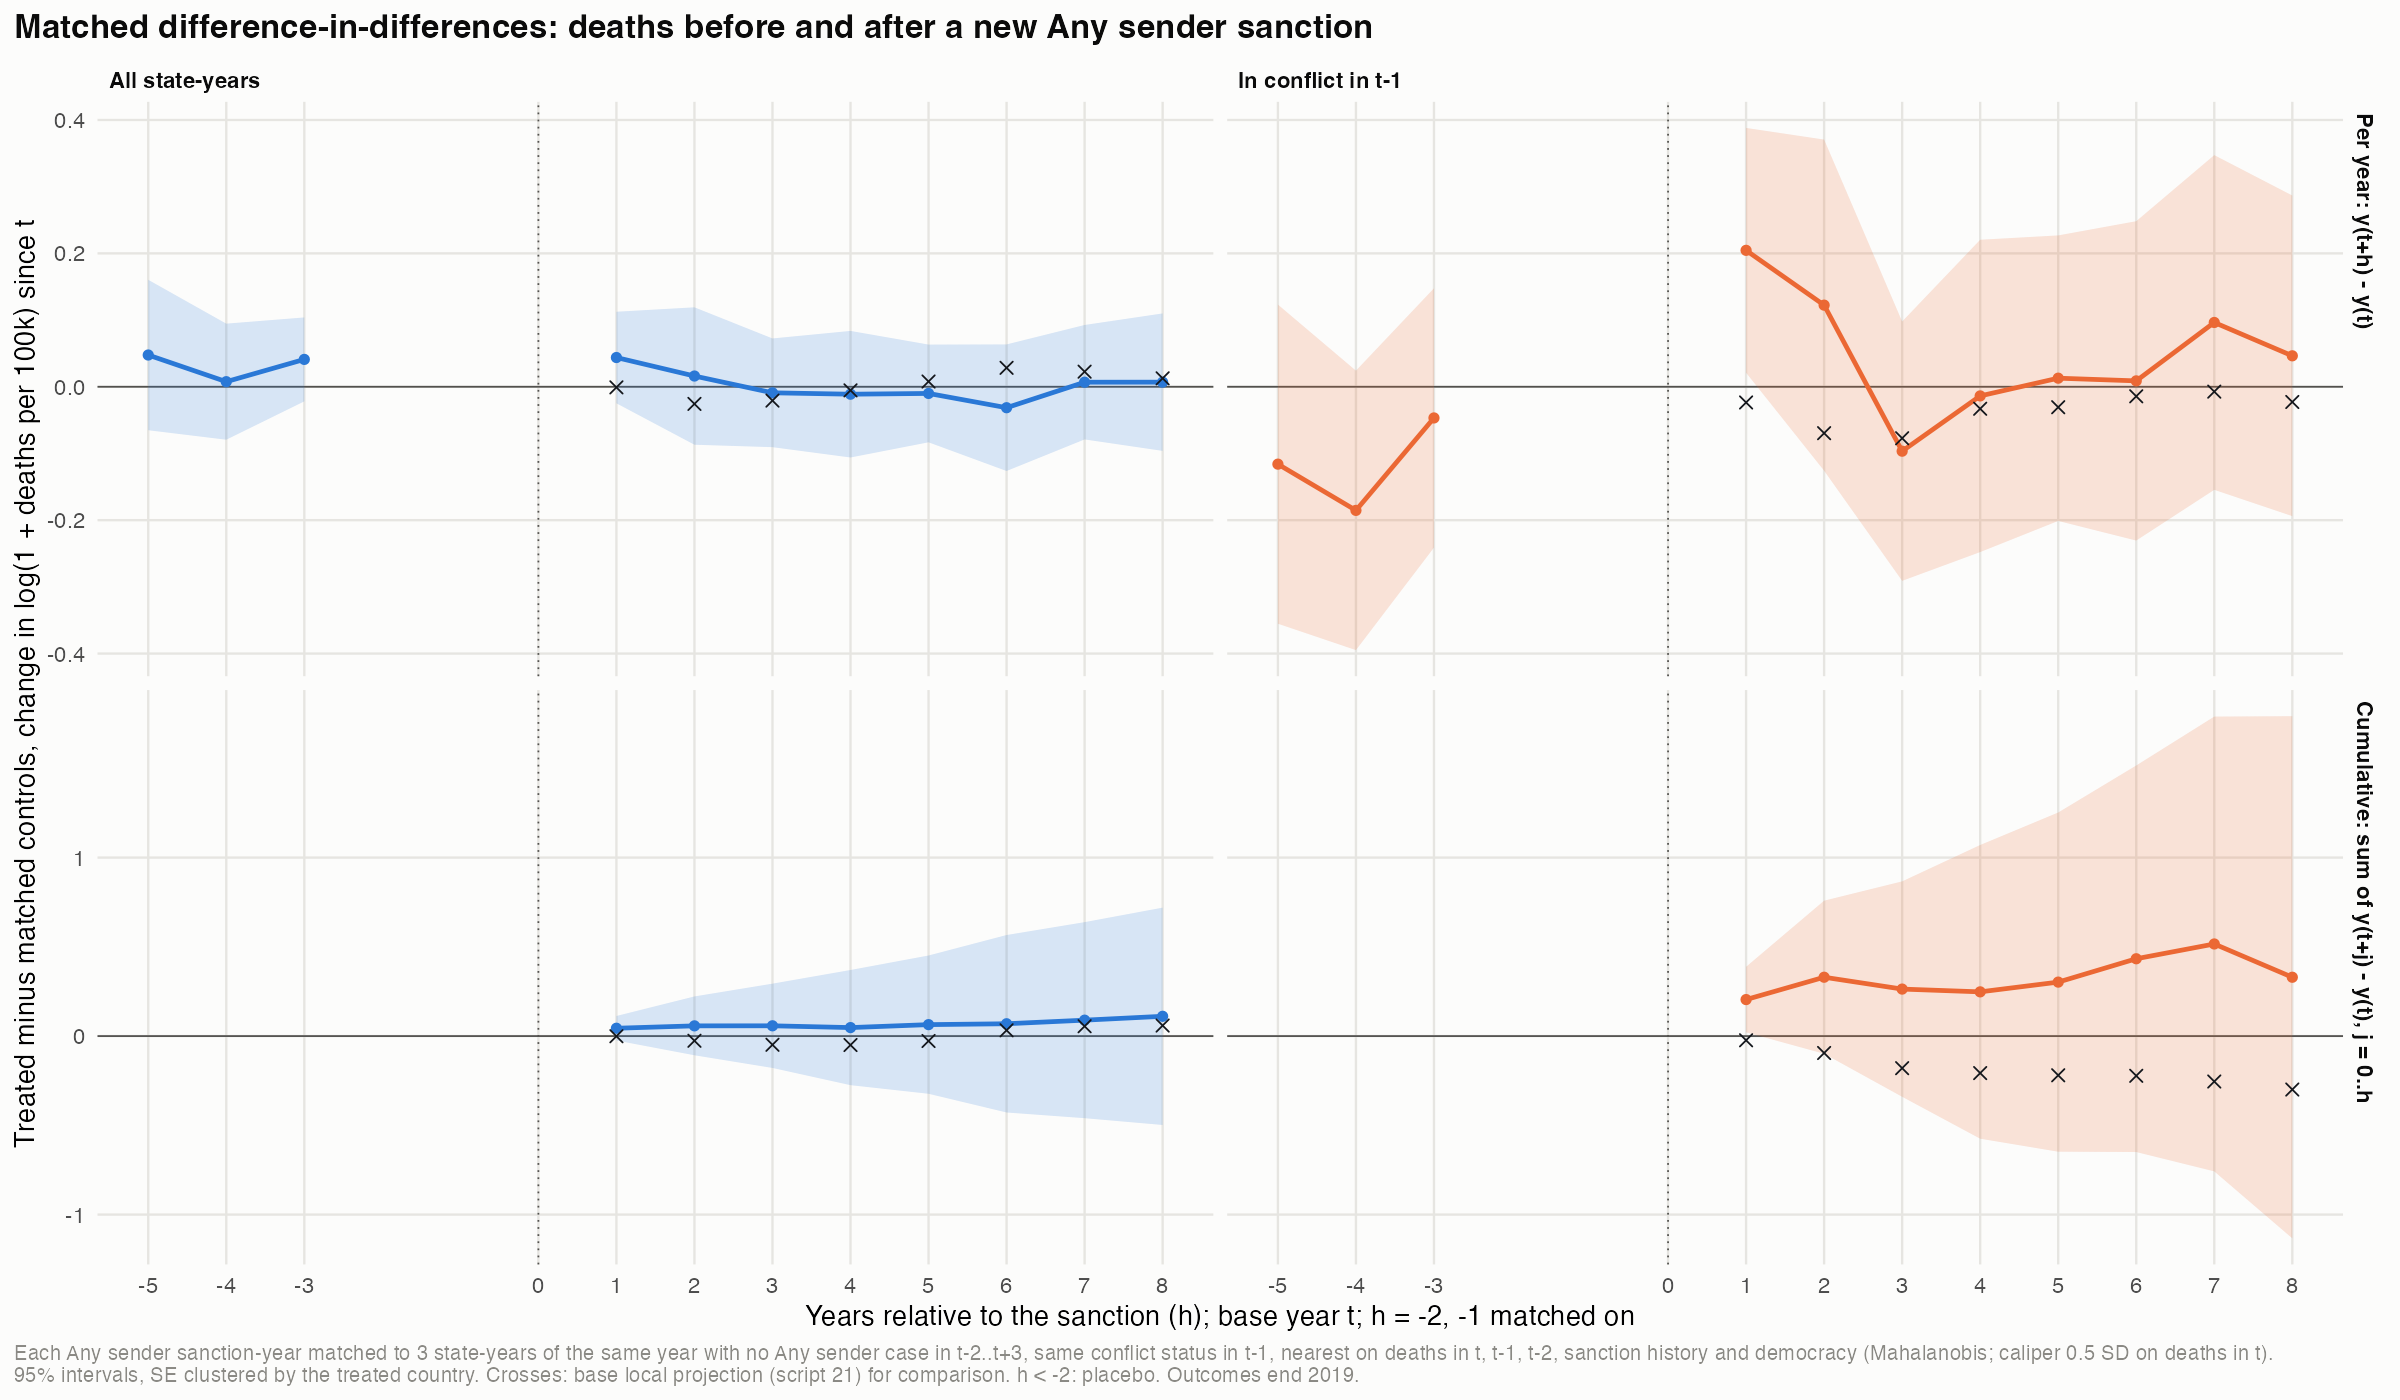 Matched difference-in-differences: deaths before and after a new Any sender sanction
All state-years
In conflict in t-1
Treated minus matched controls, change in log(1 + deaths per 100k) since t
0.4
0.2
0.0
-0.2
-0.4
Per year: y(t+h) - y(t)
1
0
-1
Cumulative: sum of y(t+j) - y(t), j = 0..h
-5 -4 -3 0 1 2 3 4 5 6 7 8
-5 -4 -3 0 1 2 3 4 5 6 7 8
Years relative to the sanction (h); base year t; h = -2, -1 matched on
Each Any sender sanction-year matched to 3 state-years of the same year with no Any sender case in t-2..t+3, same conflict status in t-1, nearest on deaths in t, t-1, t-2, sanction history and democracy (Mahalanobis; caliper 0.5 SD on deaths in t).
95% intervals, SE clustered by the treated country. Crosses: base local projection (script 21) for comparison. h < -2: placebo. Outcomes end 2019.